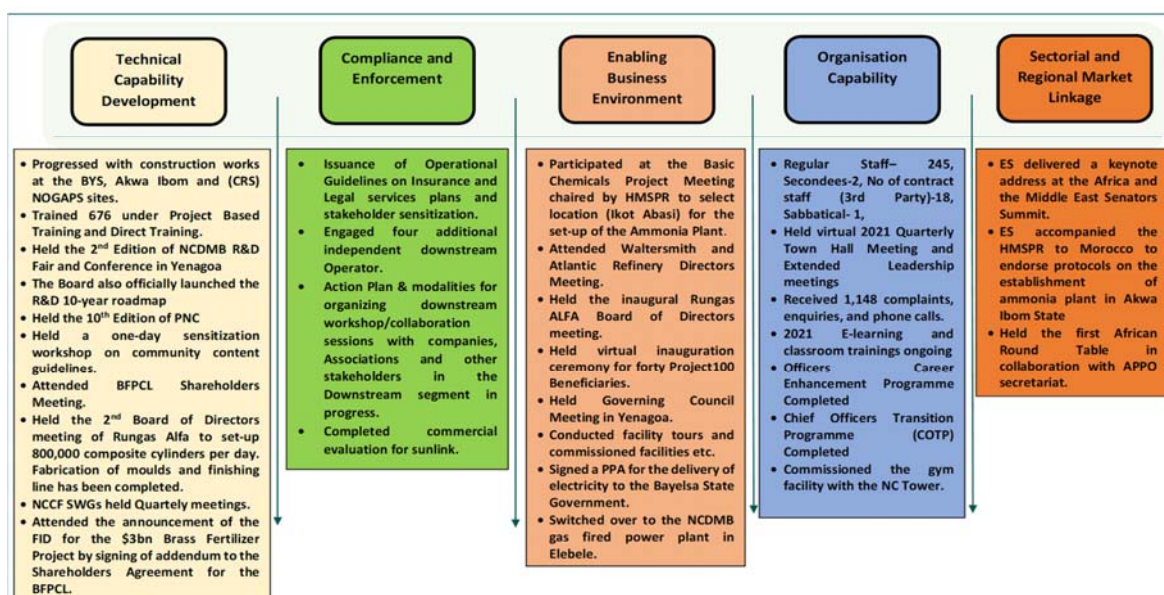 Technical
Capability
Development
Compliance and
Enforcement
Enabling
Business
Environment
Organisation
Capability
Sectorial and
Regional Market
Linkage
• Progressed with construction works
at the BYS, Akwa Ibom and (CRS)
NOGAPS sites.
• Trained 676 under Project Based
Training and Direct Training.
• Held the 2nd Edition of NCDMB R&D
Fair and Conference in Yenagoa
• The Board also officially launched the
R&D 10-year roadmap
• Held the 10th Edition of PNC
• Held a one-day sensitization
workshop on community content
guidelines.
• Attended BFPCL Shareholders
Meeting.
• Held the 2nd Board of Directors
meeting of Rungas Alfa to set-up
800,000 composite cylinders per day.
Fabrication of moulds and finishing
line has been completed.
• NCCF SWGs held Quartely meetings.
• Attended the announcement of the
FID for the $3bn Brass Fertilizer
Project by signing of addendum to the
Shareholders Agreement for the
BFPCL.
• Issuance of Operational
Guidelines on Insurance and
Legal services plans and
stakeholder sensitization.
• Engaged four additional
independent downstream
Operator.
• Action Plan & modalities for
organizing downstream
workshop/collaboration
sessions with companies,
Associations and other
stakeholders in the
Downstream segment in
progress.
• Completed commercial
evaluation for sunlink.
• Participated at the Basic
Chemicals Project Meeting
chaired by HMSPR to select
location (Ikot Abasi) for the
set-up of the Ammonia Plant.
• Attended Waltersmith and
Atlantic Refinery Directors
Meeting.
• Held the inaugural Rungas
ALFA Board of Directors
meeting.
• Held virtual inauguration
ceremony for forty Project100
Beneficiaries.
• Held Governing Council
Meeting in Yenagoa.
• Conducted facility tours and
commissioned facilities etc.
• Signed a PPA for the delivery of
electricity to the Bayelsa State
Government.
• Switched over to the NCDMB
gas fired power plant in
Elebele.
• Regular Staff– 245,
Secondees-2, No of contract
staff (3rd Party)-18,
Sabbatical- 1,
• Held virtual 2021 Quarterly
Town Hall Meeting and
Extended Leadership
meetings
• Received 1,148 complaints,
enquiries, and phone calls.
• 2021 E-learning and
classroom trainings ongoing
• Officers Career
Enhancement Programme
Completed
• Chief Officers Transition
Programme (COTP)
Completed
• Commissioned the gym
facility with the NC Tower.
• ES delivered a keynote
address at the Africa and
the Middle East Senators
Summit.
• ES accompanied the
HMSPR to Morocco to
endorse protocols on the
establishment of
ammonia plant in Akwa
Ibom State
• Held the first African
Round Table in
collaboration with APPO
secretariat.